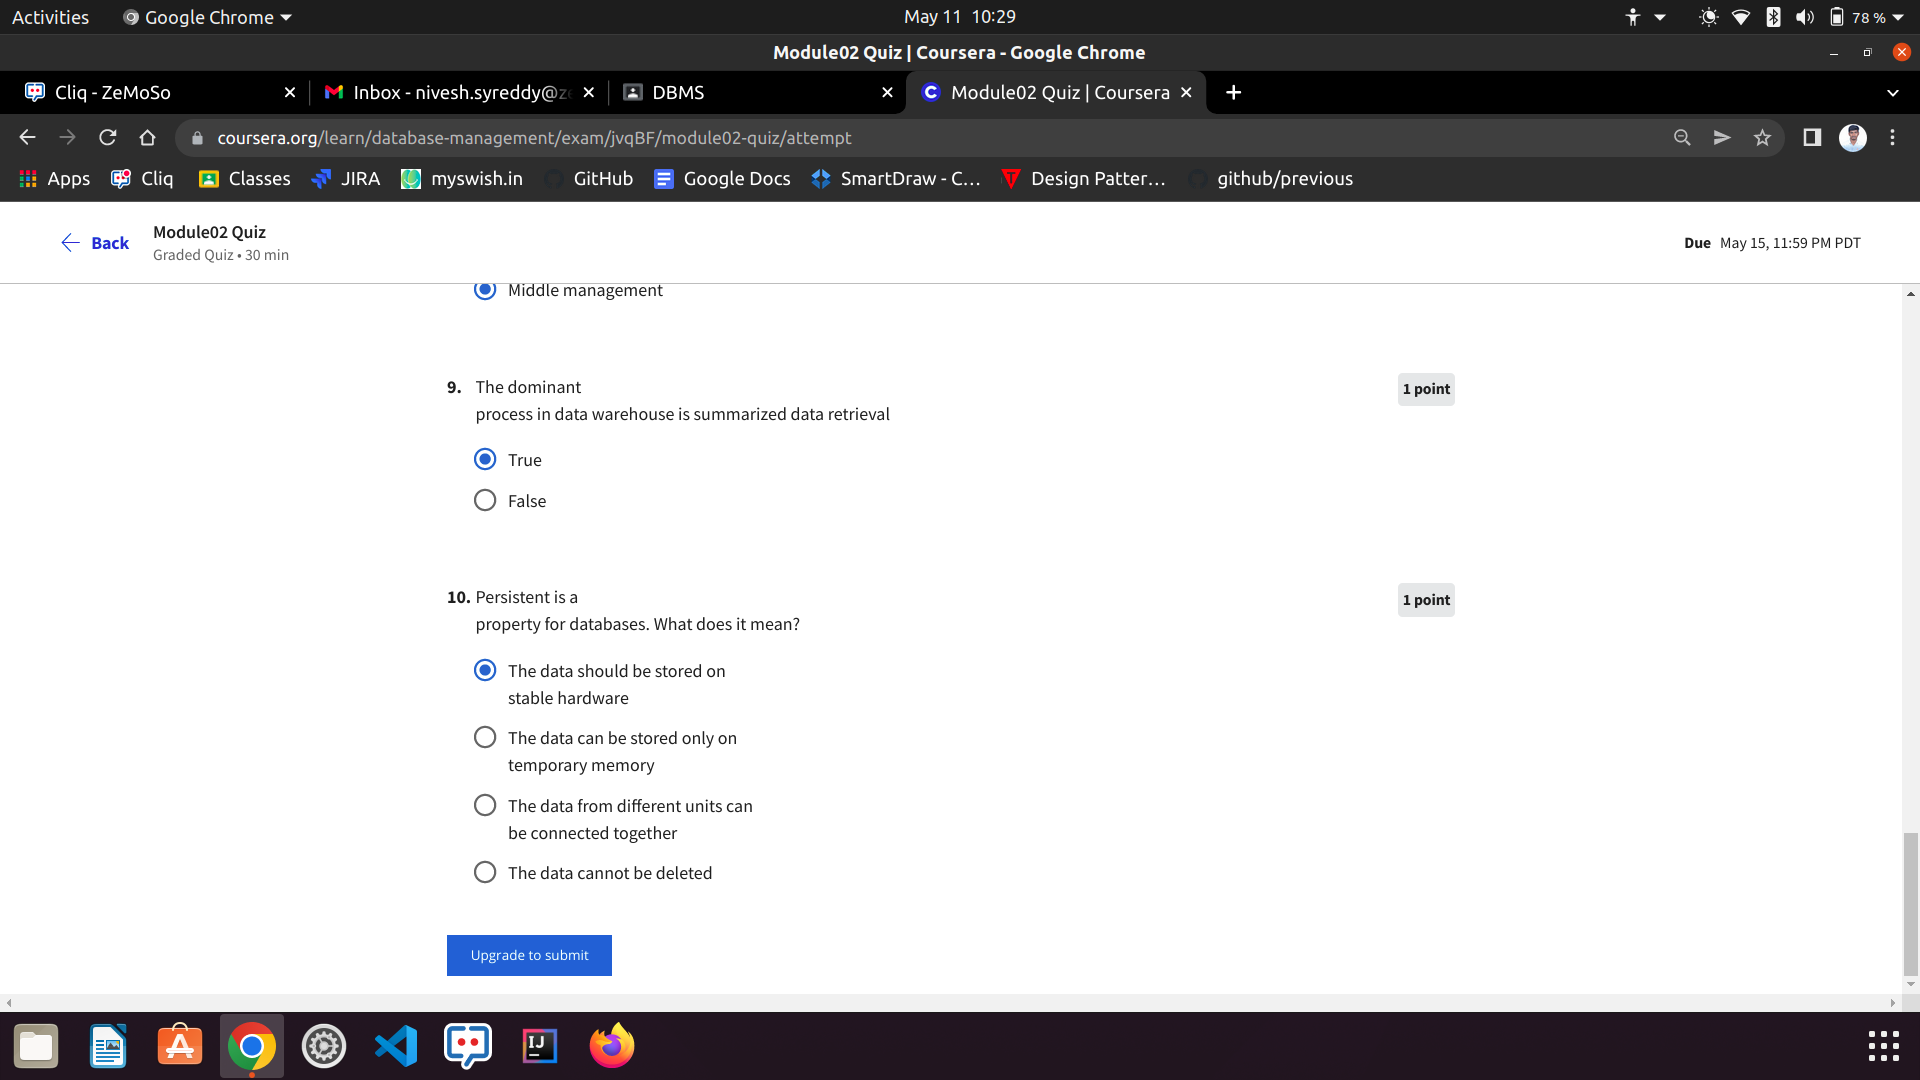 Activities
Google Chrome
May 11 10:29
78 %
Module02 Quiz | Coursera - Google Chrome
Cliq - ZeMoSo
Inbox - nivesh.syreddy@ze
DBMS
Module02 Quiz | Coursera
coursera.org/learn/database-management/exam/jvqBF/module02-quiz/attempt
Apps
Cliq
Classes
JIRA
myswish.in
GitHub
Google Docs
SmartDraw - C...
Design Patter...
github/previous
Back
Module02 Quiz
Graded Quiz • 30 min
Due May 15, 11:59 PM PDT
Middle management
9. The dominant
process in data warehouse is summarized data retrieval
1 point
True
False
10. Persistent is a
property for databases. What does it mean?
1 point
The data should be stored on
stable hardware
The data can be stored only on
temporary memory
The data from different units can
be connected together
The data cannot be deleted
Upgrade to submit